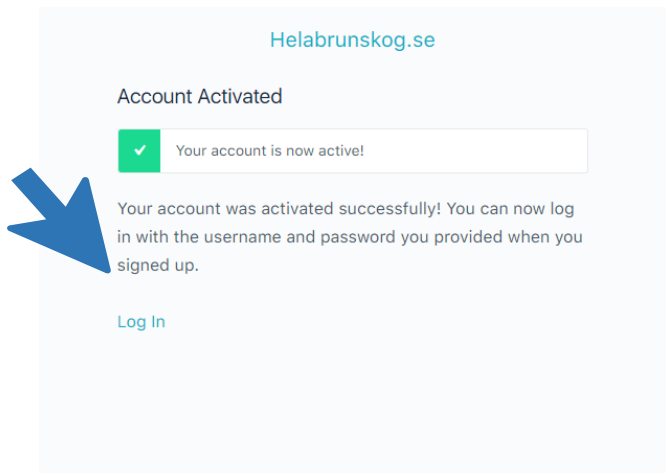 Helabrunskog.se
Account Activated
Your account is now active!
Your account was activated successfully! You can now log
in with the username and password you provided when you
signed up.
Log In